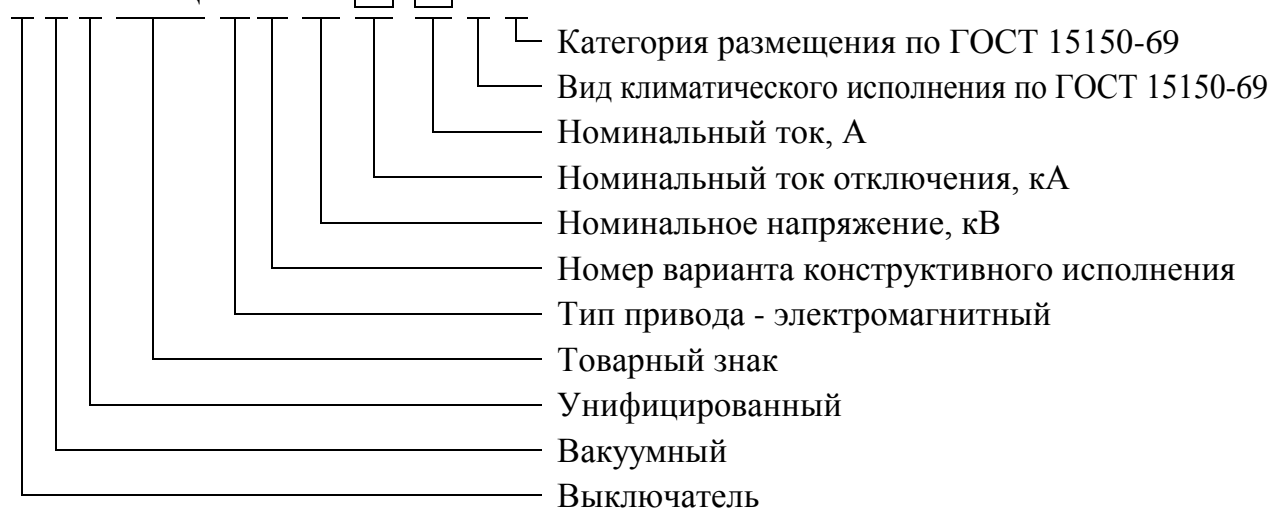 Категория размещения по ГОСТ 15150-69
Вид климатического исполнения по ГОСТ 15150-69
Номинальный ток, А
Номинальный ток отключения, кА
Номинальное напряжение, кВ
Номер варианта конструктивного исполнения
Тип привода - электромагнитный
Товарный знак
Унифицированный
Вакуумный
Выключатель